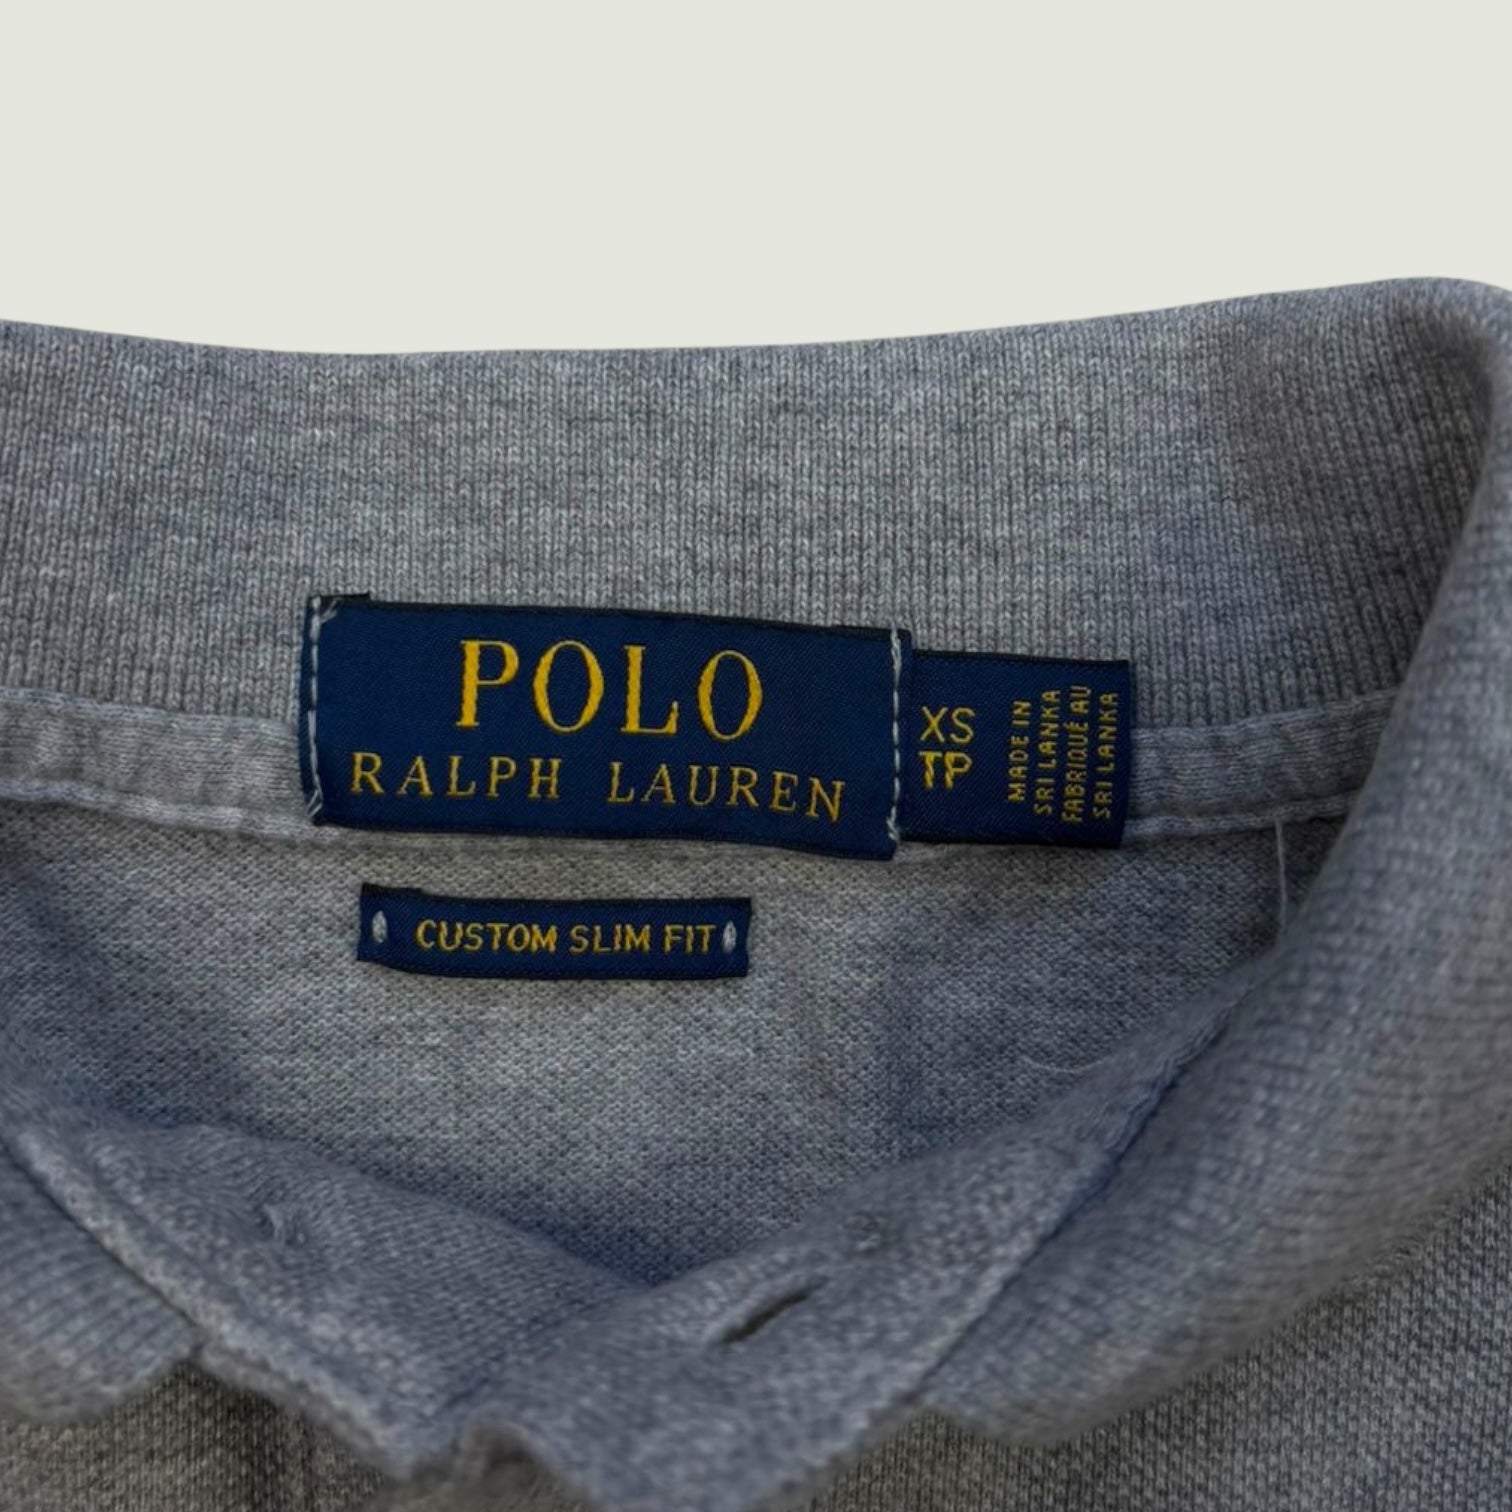 POLO
RALPH LAUREN
XS
TP
MADE IN
SRI LANKA
FABRIQUÉ AU
SRI LANKA
CUSTOM SLIM FIT